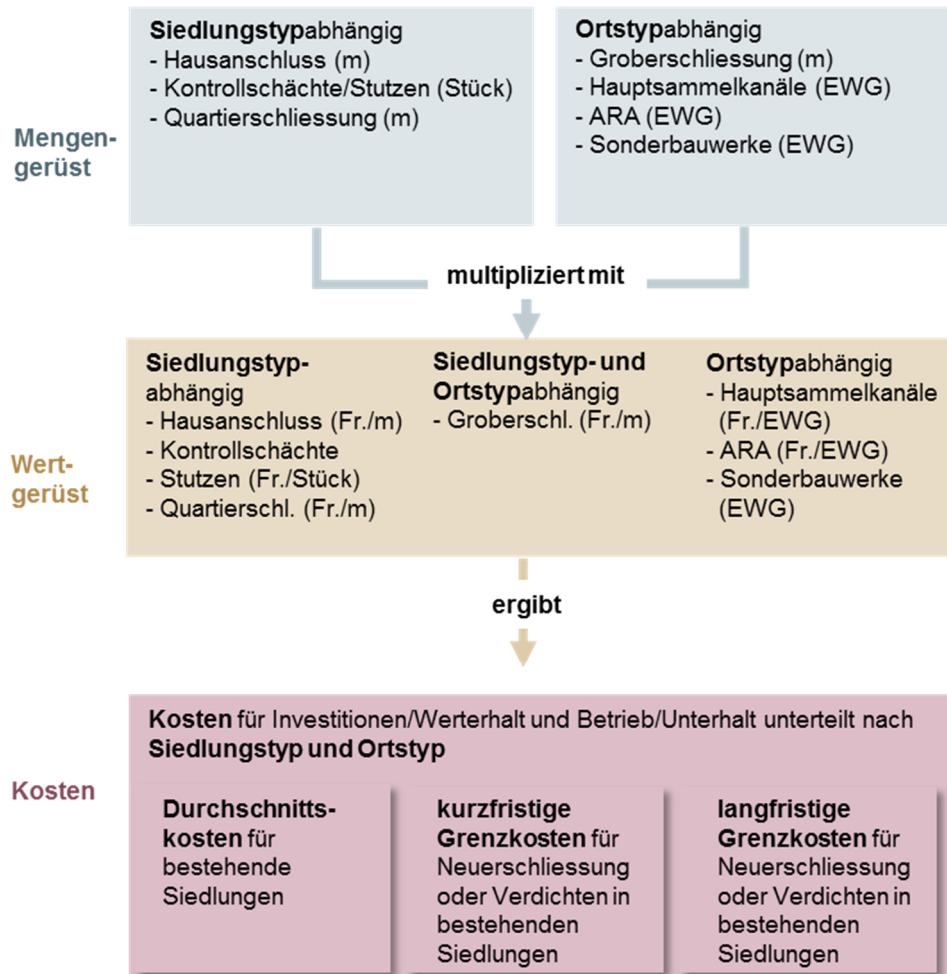 Mengen-
gerüst
Siedlungstypabhängig
- Hausanschluss (m)
- Kontrollschächte/Stutzen (Stück)
- Quartierschliessung (m)
Ortstypabhängig
- Groberschliessung (m)
- Hauptsammelkanäle (EWG)
- ARA (EWG)
- Sonderbauwerke (EWG)
multipliziert mit
Wert-
gerüst
Siedlungstyp-
abhängig
- Hausanschluss (Fr./m)
- Kontrollschächte
- Stutzen (Fr./Stück)
- Quartierschl. (Fr./m)
Siedlungstyp- und
Ortstypabhängig
- Groberschl. (Fr./m)
Ortstypabhängig
- Hauptsammelkanäle
(Fr./EWG)
- ARA (Fr./EWG)
- Sonderbauwerke
(EWG)
ergibt
Kosten
Kosten für Investitionen/Werterhalt und Betrieb/Unterhalt unterteilt nach
Siedlungstyp und Ortstyp
Durchschnitts-
kosten für
bestehende
Siedlungen
kurzfristige
Grenzkosten für
Neuerschliessung
oder Verdichten in
bestehenden
Siedlungen
langfristige
Grenzkosten für
Neuerschliessung
oder Verdichten in
bestehenden
Siedlungen